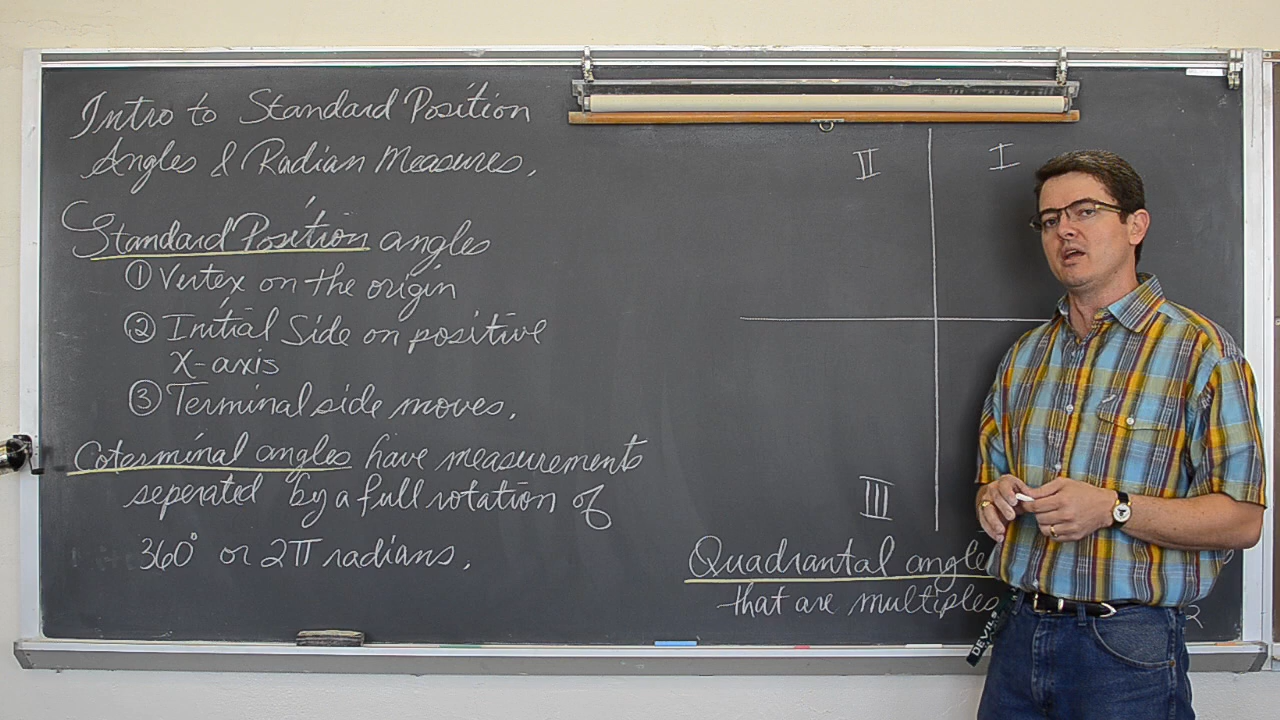 Intro to Standard Position
Angles & Radian Measures.
Standard Position angles
① Vertex on the origin
② Initial Side on positive
X-axis
③ Terminal side moves.
Coterminal angles have measurements
seperated by a full rotation of
360° or 2π radians.
II I
III
Quadrantal angle
that are multiples
2
DEVILS